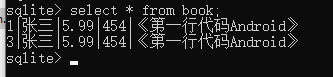 sqlite> select * from book;
1|张三|5.99|454|《第一行代码Android》
3|张三|5.99|454|《第一行代码Android》
sqlite>